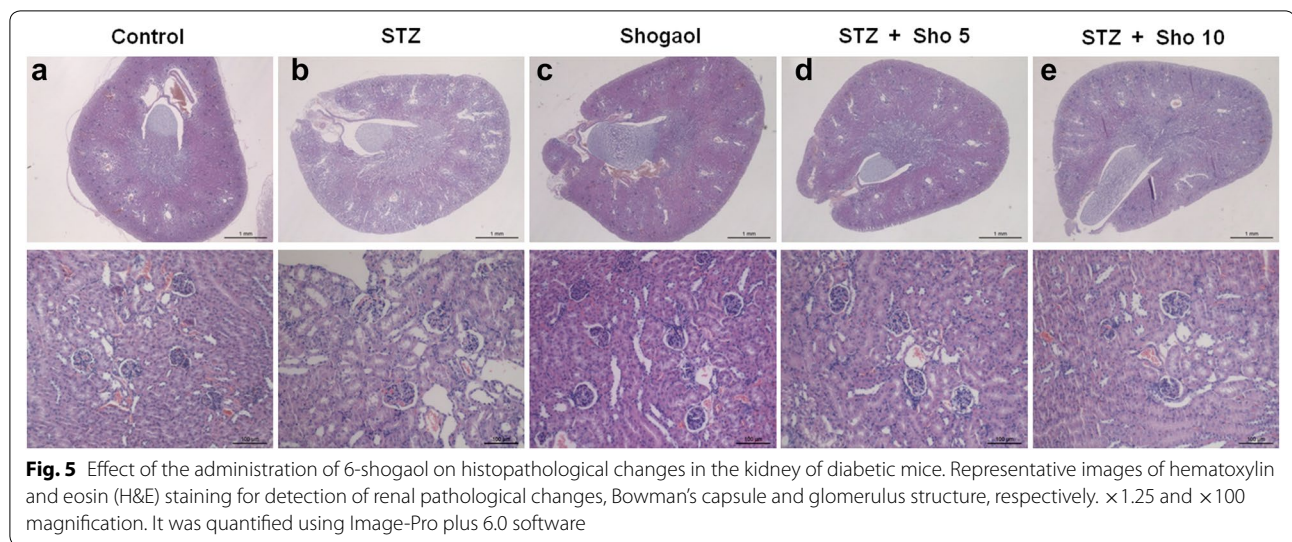 Control STZ Shogaol STZ + Sho 5 STZ + Sho 10
a b c d e
1 mm 1 mm 1 mm 1 mm 1 mm
100 µm 100 µm 100 µm 100 µm 100 µm
Fig. 5 Effect of the administration of 6-shogaol on histopathological changes in the kidney of diabetic mice. Representative images of hematoxylin
and eosin (H&E) staining for detection of renal pathological changes, Bowman’s capsule and glomerulus structure, respectively. ×1.25 and ×100
magnification. It was quantified using Image-Pro plus 6.0 software